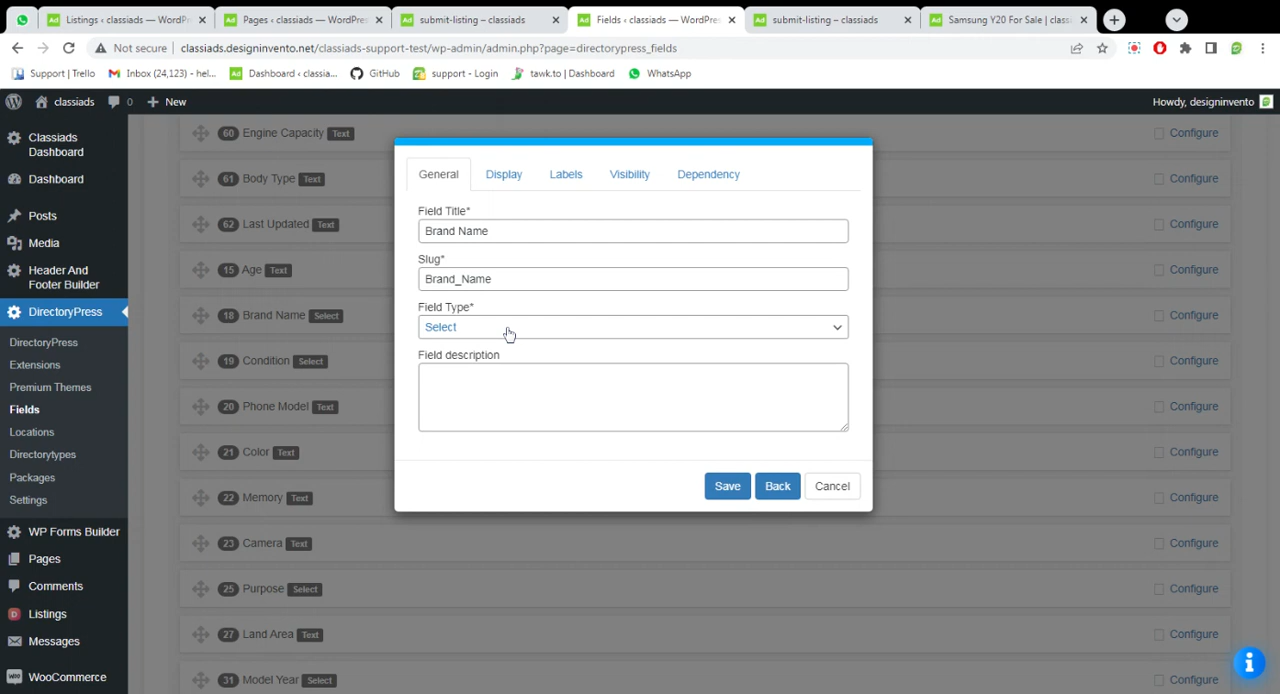 Listings ‹ classiads — WordPr
Pages ‹ classiads — WordPress
submit-listing – classiads
Fields ‹ classiads — WordPres
submit-listing – classiads
Samsung Y20 For Sale | classi
Not secure
classiads.designinvento.net/classiads-support-test/wp-admin/admin.php?page=directorypress_fields
Support | Trello
Inbox (24,123) - hel...
Dashboard ‹ classia...
GitHub
support - Login
tawk.to | Dashboard
WhatsApp
classiads
0
New
Howdy, designinvento
Classiads
Dashboard
Dashboard
Posts
Media
Header And
Footer Builder
DirectoryPress
DirectoryPress
Extensions
Premium Themes
Fields
Locations
Directorytypes
Packages
Settings
WP Forms Builder
Pages
Comments
Listings
Messages
WooCommerce
60 Engine Capacity Text Configure
61 Body Type Text Configure
62 Last Updated Text Configure
15 Age Text Configure
18 Brand Name Select Configure
19 Condition Select Configure
20 Phone Model Text Configure
21 Color Text Configure
22 Memory Text Configure
23 Camera Text Configure
25 Purpose Select Configure
27 Land Area Text Configure
31 Model Year Select Configure
General Display Labels Visibility Dependency
Field Title*
Brand Name
Slug*
Brand_Name
Field Type*
Select
Field description
Save Back Cancel